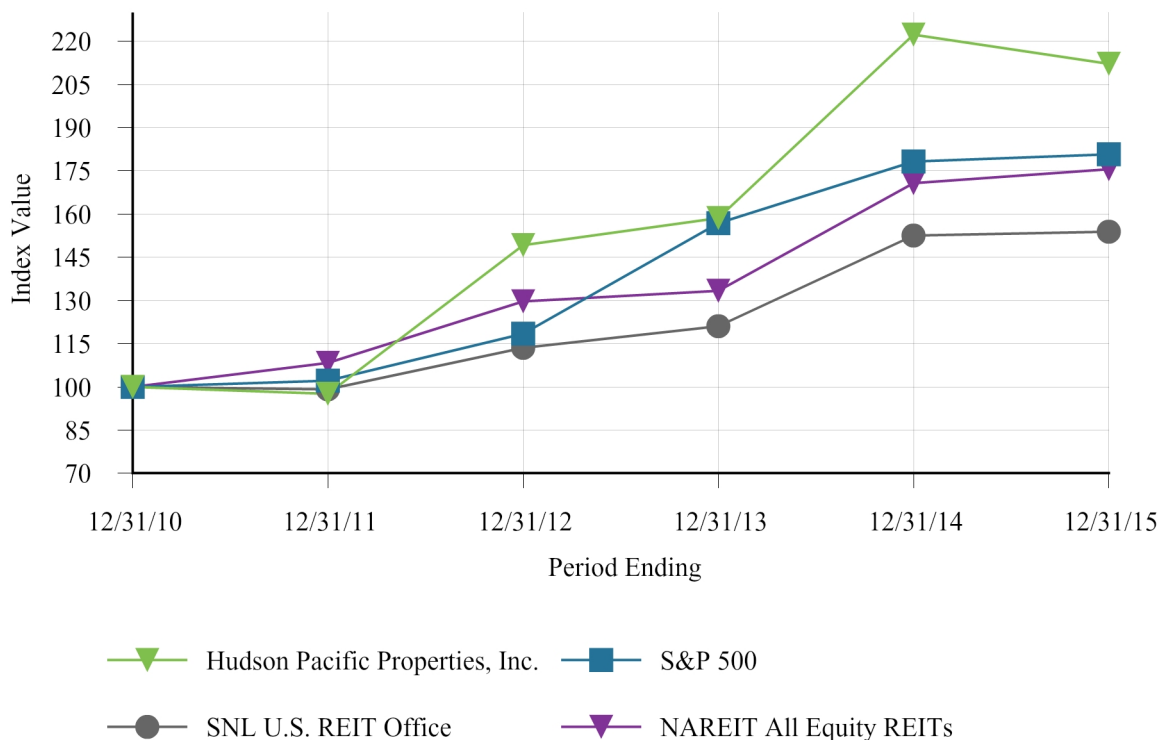 220
205
190
175
160
145
130
115
100
85
70
Index Value
12/31/10 12/31/11 12/31/12 12/31/13 12/31/14 12/31/15
Period Ending
Hudson Pacific Properties, Inc. S&P 500
SNL U.S. REIT Office NAREIT All Equity REITs